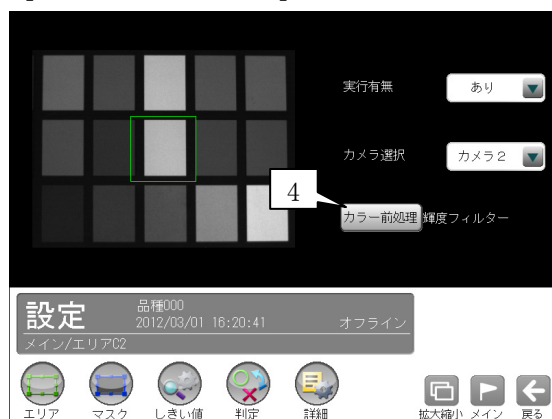 実行有無 あり
カメラ選択 カメラ2
4
カラー前処理 輝度フィルター
設定
品種000
2012/03/01 16:20:41 オフライン
メイン/エリアC2
エリア マスク しきい値 判定 詳細 拡大縮小 メイン 戻る